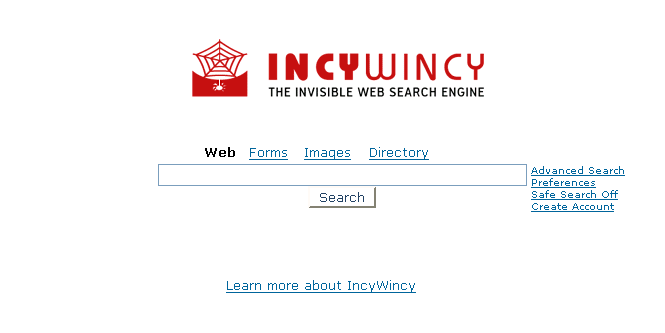 INCYWINCY
THE INVISIBLE WEB SEARCH ENGINE
Web Forms Images Directory
Advanced Search
Preferences
Safe Search Off
Create Account
Search
Learn more about IncyWincy